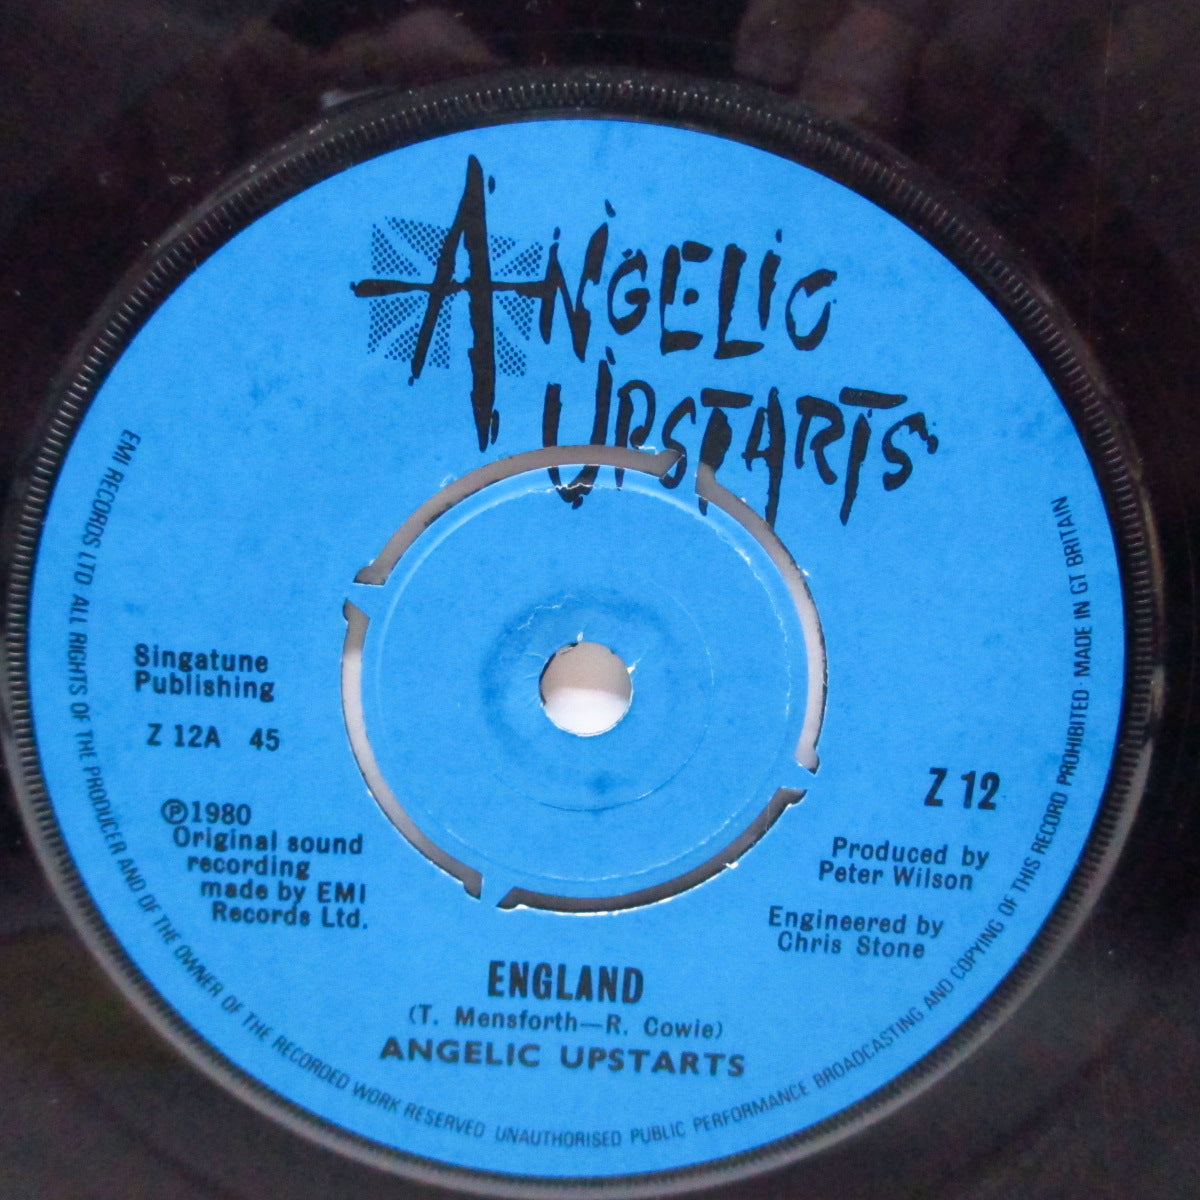 ANGELIC
UPSTARTS
EMI RECORDS LTD ALL RIGHTS OF THE PRODUCER AND OF THE OWNER OF THE RECORDED WORK RESERVED UNAUTHORISED PUBLIC PERFORMANCE BROADCASTING AND COPYING OF THIS RECORD PROHIBITED · MADE IN GT BRITAIN
Singatune
Publishing
Z 12A 45
℗1980
Original sound
recording
made by EMI
Records Ltd.
Z 12
Produced by
Peter Wilson
Engineered by
Chris Stone
ENGLAND
(T. Mensforth—R. Cowie)
ANGELIC UPSTARTS